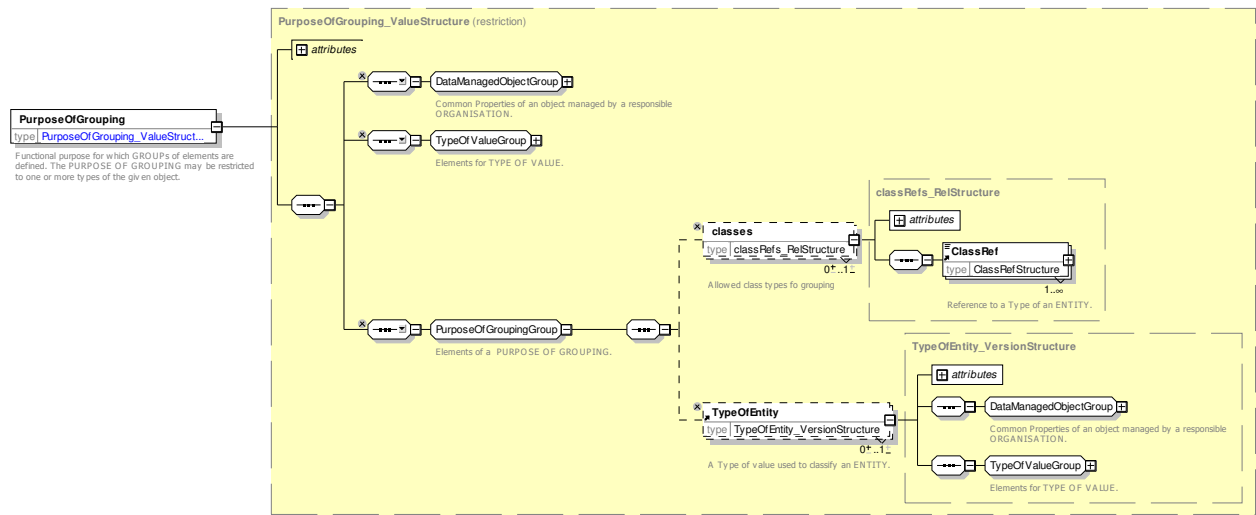 PurposeOfGrouping_ValueStructure (restriction)
attributes
DataManagedObjectGroup
Common Properties of an object managed by a responsible
ORGANISATION.
PurposeOfGrouping
type PurposeOfGrouping_ValueStruct...
Functional purpose for which GROUPs of elements are
defined. The PURPOSE OF GROUPING may be restricted
to one or more types of the given object.
TypeOfValueGroup
Elements for TYPE OF VALUE.
classes
type classRefs_RelStructure
0+..1
Allowed class types fo grouping
classRefs_RelStructure
attributes
ClassRef
type ClassRefStructure
1..∞
Reference to a Type of an ENTITY.
PurposeOfGroupingGroup
Elements of a PURPOSE OF GROUPING.
TypeOfEntity
type TypeOfEntity_VersionStructure
0+..1
A Type of value used to classify an ENTITY.
TypeOfEntity_VersionStructure
attributes
DataManagedObjectGroup
Common Properties of an object managed by a responsible
ORGANISATION.
TypeOfValueGroup
Elements for TYPE OF VALUE.